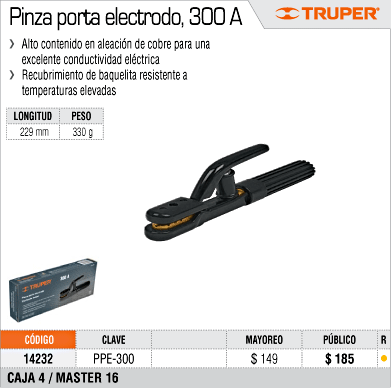 Pinza porta electrodo, 300 A
TRUPER®
Alto contenido en aleación de cobre para una
excelente conductividad eléctrica
Recubrimiento de baquelita resistente a
temperaturas elevadas
LONGITUD PESO
229 mm 330 g
TRUPER
300 A
CÓDIGO CLAVE MAYOREO PÚBLICO R
14232 PPE-300 $ 149 $ 185
CAJA 4 / MASTER 16